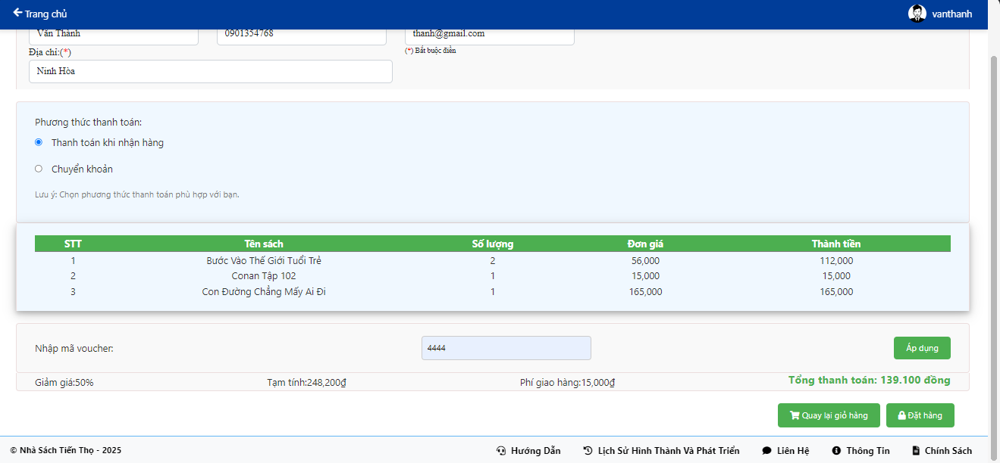 Trang chủ
vanthanh
Văn Thành
0901354768
thanh@gmail.com
Địa chỉ:(*)
(*) Bắt buộc điền
Ninh Hòa
Phương thức thanh toán:
Thanh toán khi nhận hàng
Chuyển khoản
Lưu ý: Chọn phương thức thanh toán phù hợp với bạn.
STT Tên sách Số lượng Đơn giá Thành tiền
1 Bước Vào Thế Giới Tuổi Trẻ 2 56,000 112,000
2 Conan Tập 102 1 15,000 15,000
3 Con Đường Chẳng Mấy Ai Đi 1 165,000 165,000
Nhập mã voucher: 4444 Áp dụng
Giảm giá:50% Tạm tính:248,200₫ Phí giao hàng:15,000₫ Tổng thanh toán: 139.100 đồng
Quay lại giỏ hàng Đặt hàng
© Nhà Sách Tiến Thọ - 2025 Hướng Dẫn Lịch Sử Hình Thành Và Phát Triển Liên Hệ Thông Tin Chính Sách